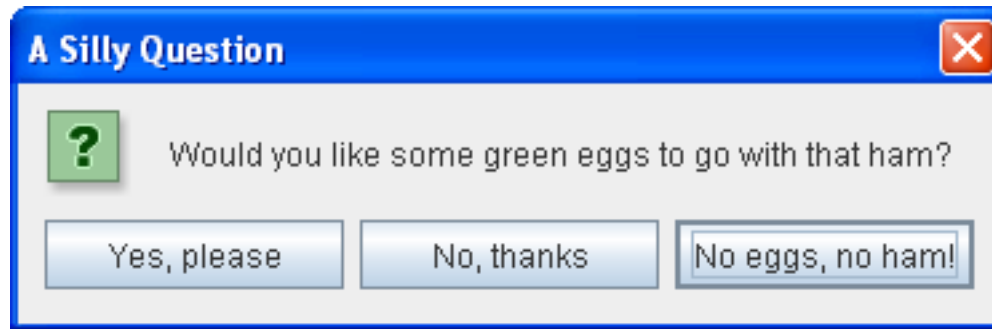 A Silly Question
?
Would you like some green eggs to go with that ham?
Yes, please
No, thanks
No eggs, no ham!